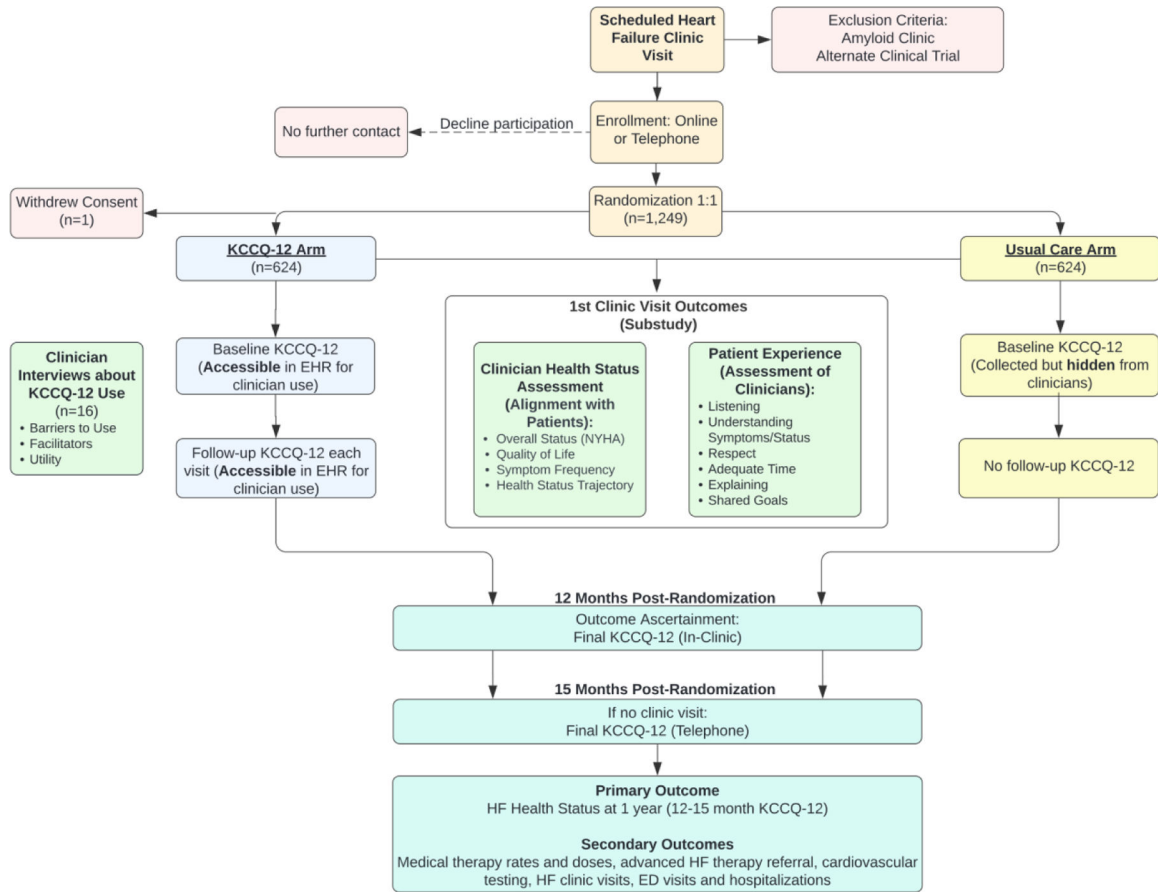 Scheduled Heart
Failure Clinic
Visit
Exclusion Criteria:
Amyloid Clinic
Alternate Clinical Trial
No further contact
Decline participation
Enrollment: Online
or Telephone
Withdrew Consent
(n=1)
Randomization 1:1
(n=1,249)
KCCQ-12 Arm
(n=624)
Usual Care Arm
(n=624)
1st Clinic Visit Outcomes
(Substudy)
Clinician
Interviews about
KCCQ-12 Use
(n=16)
• Barriers to Use
• Facilitators
• Utility
Baseline KCCQ-12
(Accessible in EHR for
clinician use)
Follow-up KCCQ-12 each
visit (Accessible in EHR for
clinician use)
Clinician Health Status
Assessment
(Alignment with
Patients):
• Overall Status (NYHA)
• Quality of Life
• Symptom Frequency
• Health Status Trajectory
Patient Experience
(Assessment of
Clinicians):
• Listening
• Understanding
Symptoms/Status
• Respect
• Adequate Time
• Explaining
• Shared Goals
Baseline KCCQ-12
(Collected but hidden from
clinicians)
No follow-up KCCQ-12
12 Months Post-Randomization
Outcome Ascertainment:
Final KCCQ-12 (In-Clinic)
15 Months Post-Randomization
If no clinic visit:
Final KCCQ-12 (Telephone)
Primary Outcome
HF Health Status at 1 year (12-15 month KCCQ-12)
Secondary Outcomes
Medical therapy rates and doses, advanced HF therapy referral, cardiovascular
testing, HF clinic visits, ED visits and hospitalizations